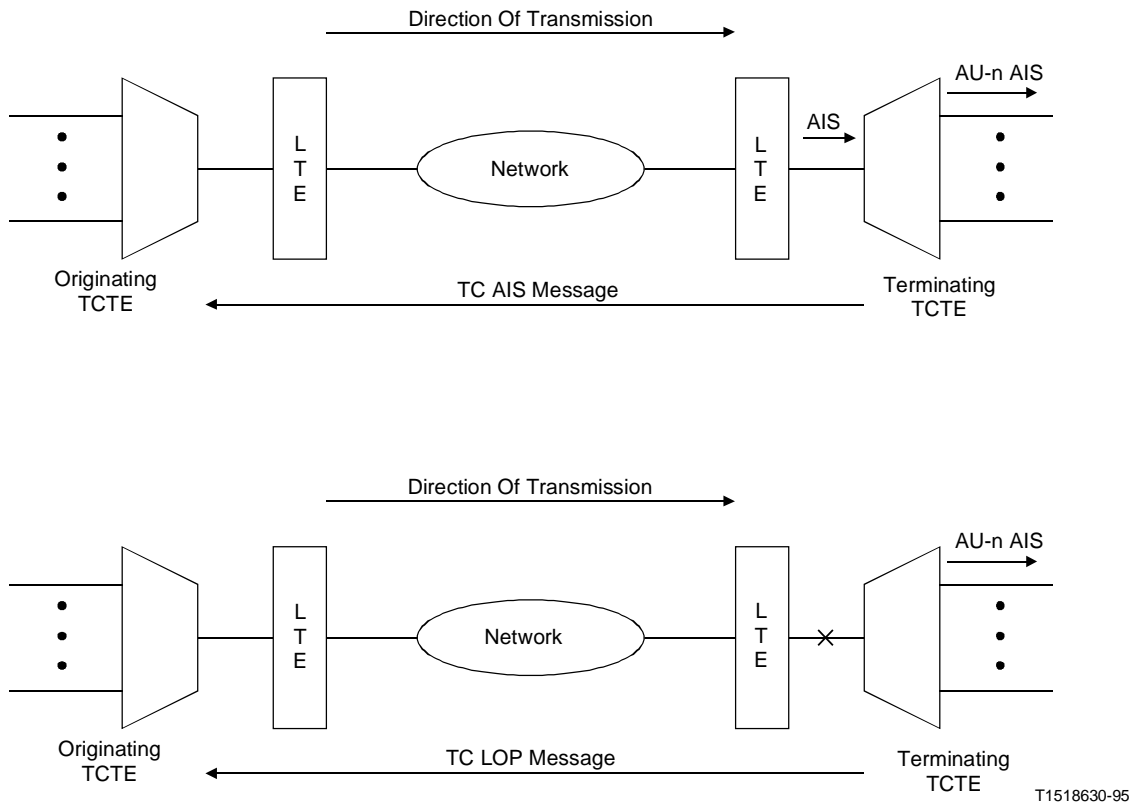 Direction Of Transmission
AU-n AIS
AIS
L
T
E
Network
L
T
E
Originating
TCTE
TC AIS Message
Terminating
TCTE
Direction Of Transmission
AU-n AIS
L
T
E
Network
L
T
E
Originating
TCTE
TC LOP Message
Terminating
TCTE
T1518630-95